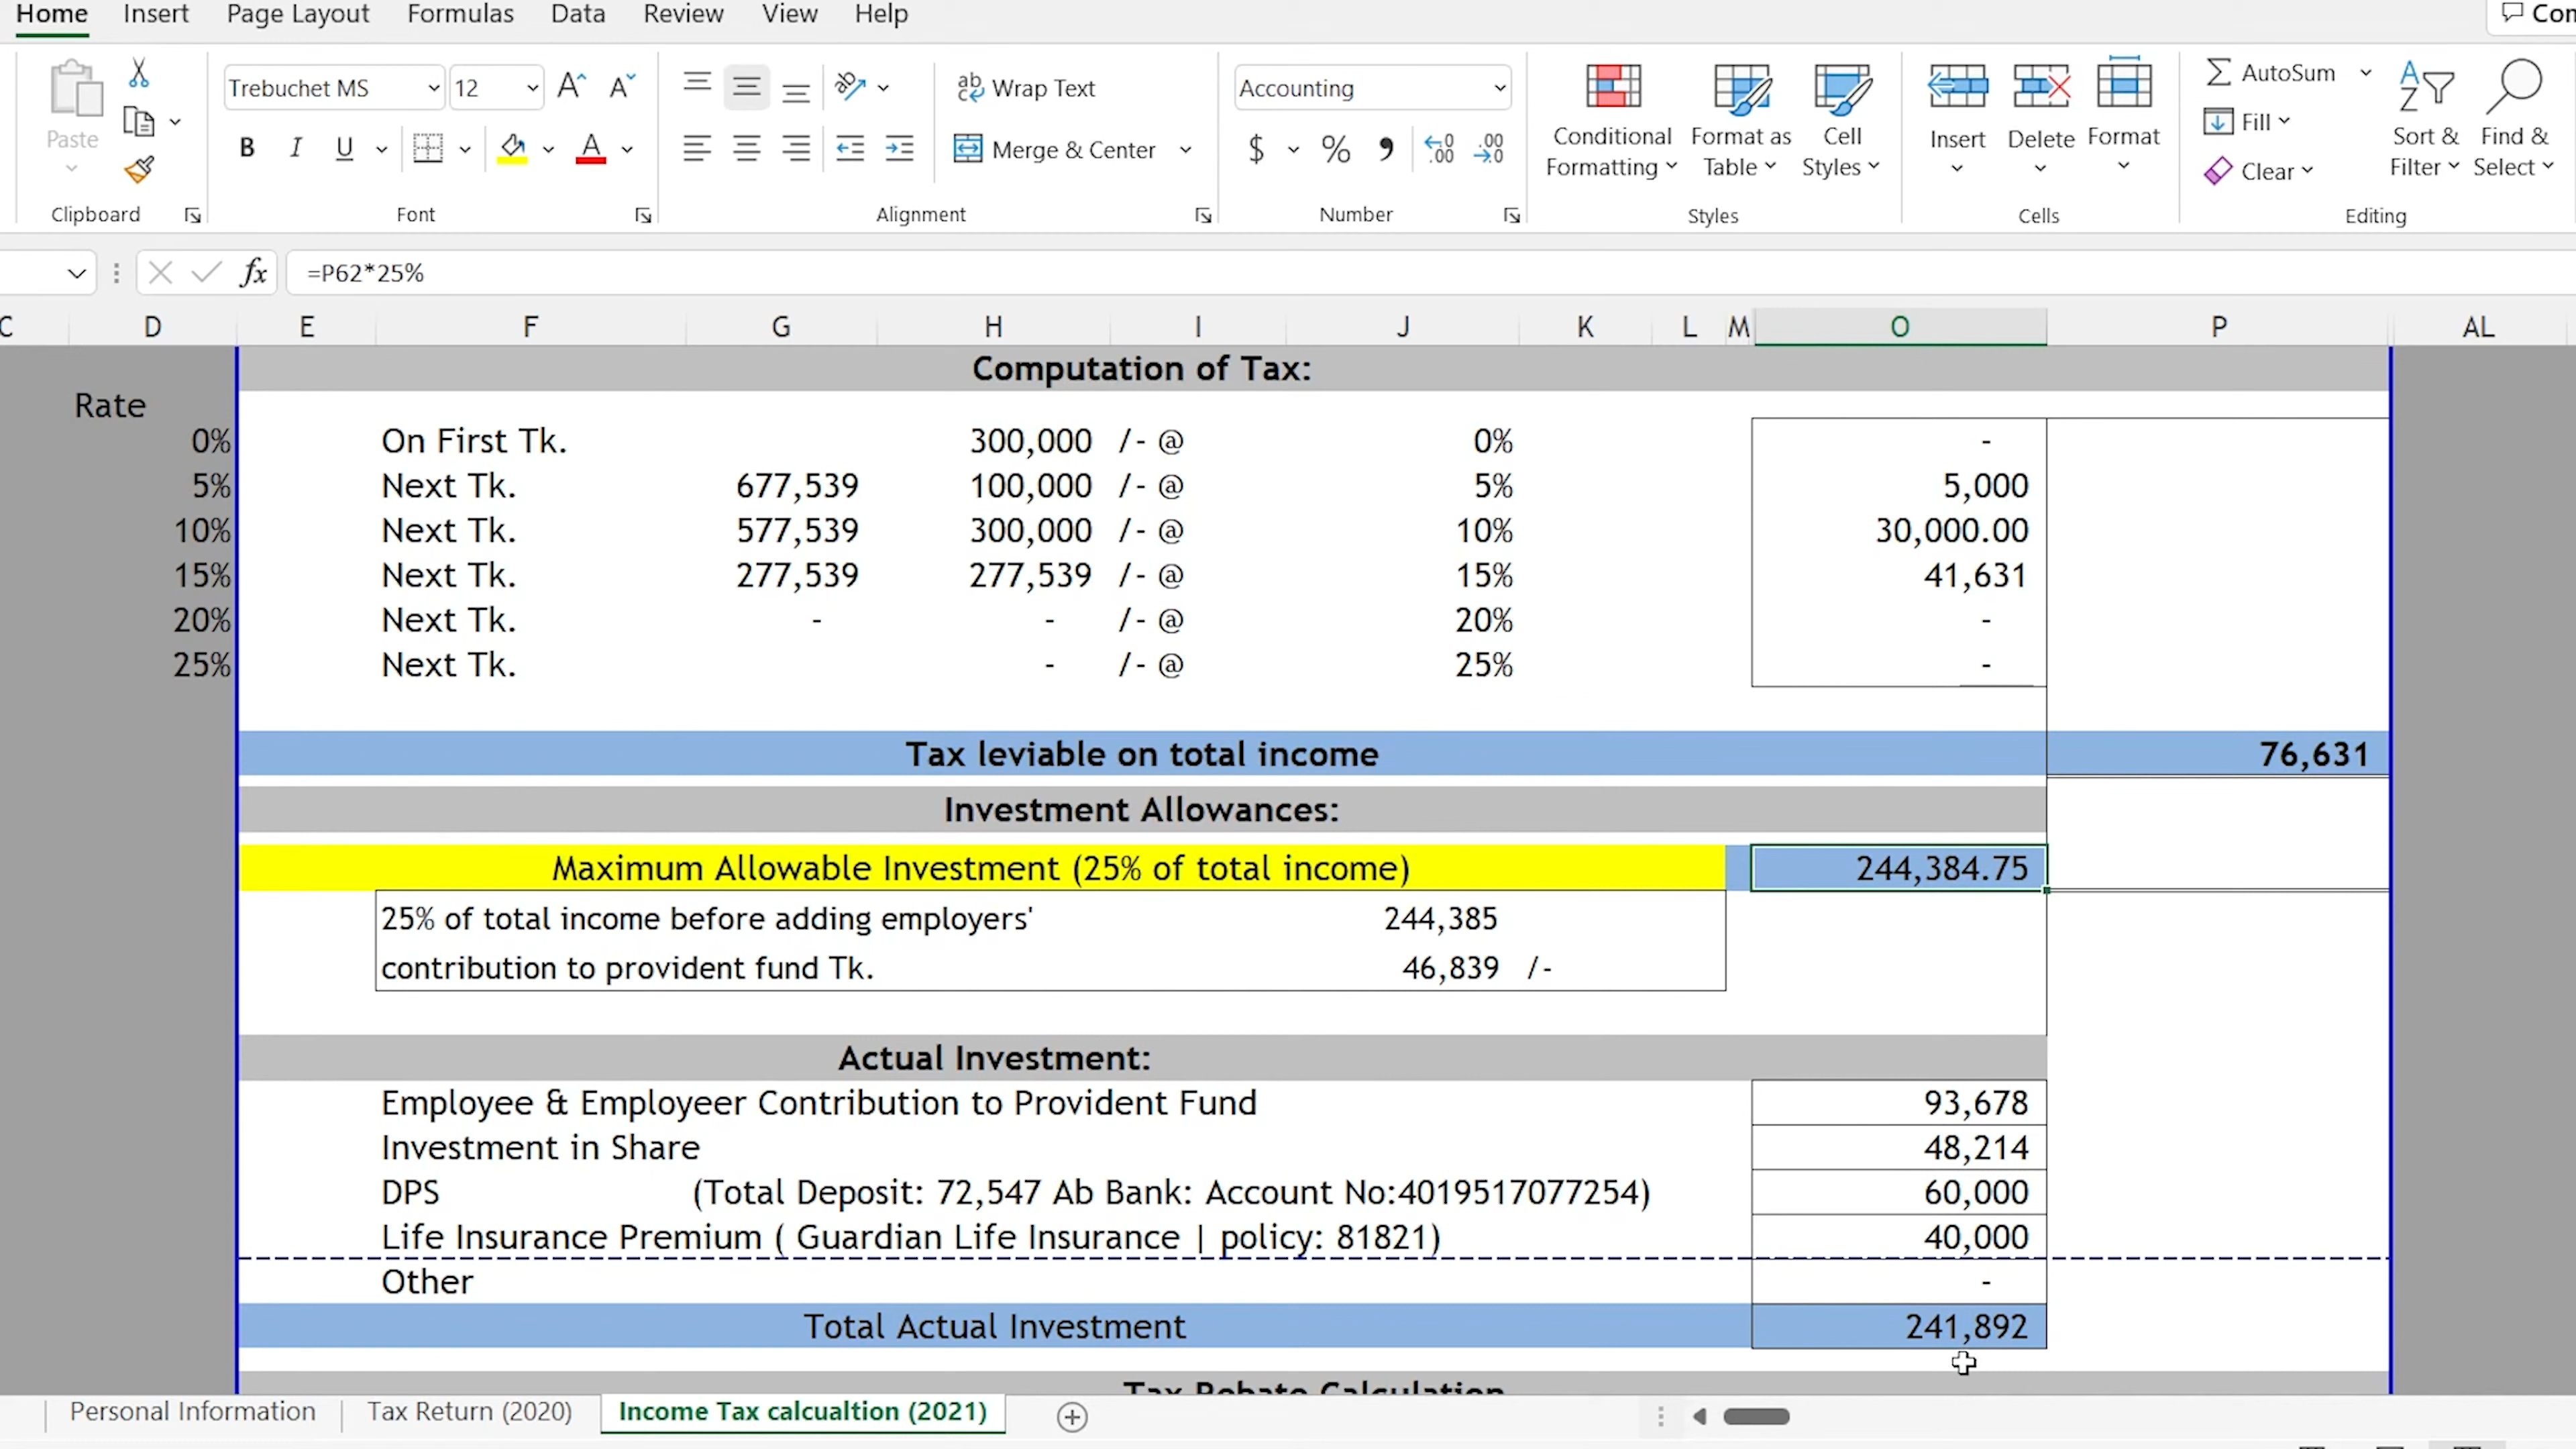 Home Insert Page Layout Formulas Data Review View Help
Trebuchet MS 12 Wrap Text Accounting AutoSum
Paste Conditional Formatting Format as Table Cell Styles Insert Delete Format Fill Sort & Filter Find & Select
B I U Merge & Center $ % Clear
Clipboard Font Alignment Number Styles Cells Editing
fx =P62*25%
C D E F G H I J K L M O P AL
Computation of Tax:
Rate
0% On First Tk. 300,000 /- @ 0% -
5% Next Tk. 677,539 100,000 /- @ 5% 5,000
10% Next Tk. 577,539 300,000 /- @ 10% 30,000.00
15% Next Tk. 277,539 277,539 /- @ 15% 41,631
20% Next Tk. - - /- @ 20% -
25% Next Tk. - /- @ 25% -
Tax leviable on total income 76,631
Investment Allowances:
Maximum Allowable Investment (25% of total income) 244,384.75
25% of total income before adding employers' 244,385
contribution to provident fund Tk. 46,839 /-
Actual Investment:
Employee & Employeer Contribution to Provident Fund 93,678
Investment in Share 48,214
DPS (Total Deposit: 72,547 Ab Bank: Account No:4019517077254) 60,000
Life Insurance Premium ( Guardian Life Insurance | policy: 81821) 40,000
Other -
Total Actual Investment 241,892
Tax Rebate Calculation
Personal Information Tax Return (2020) Income Tax calcualtion (2021)